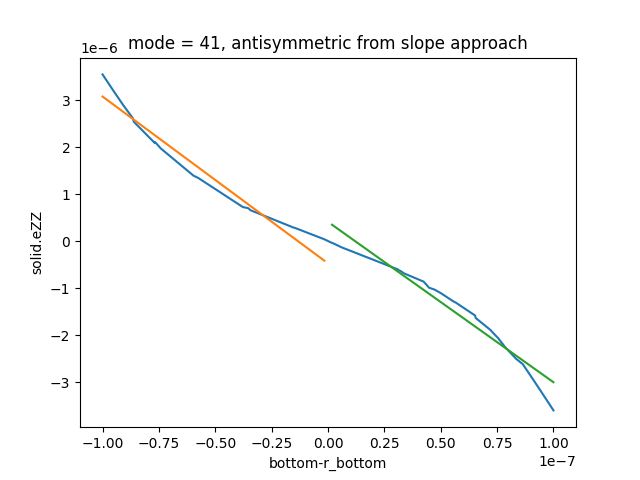 1e−6
mode = 41, antisymmetric from slope approach
3
2
1
0
−1
−2
−3
solid.eZZ
−1.00 −0.75 −0.50 −0.25 0.00 0.25 0.50 0.75 1.00
bottom-r_bottom
1e−7